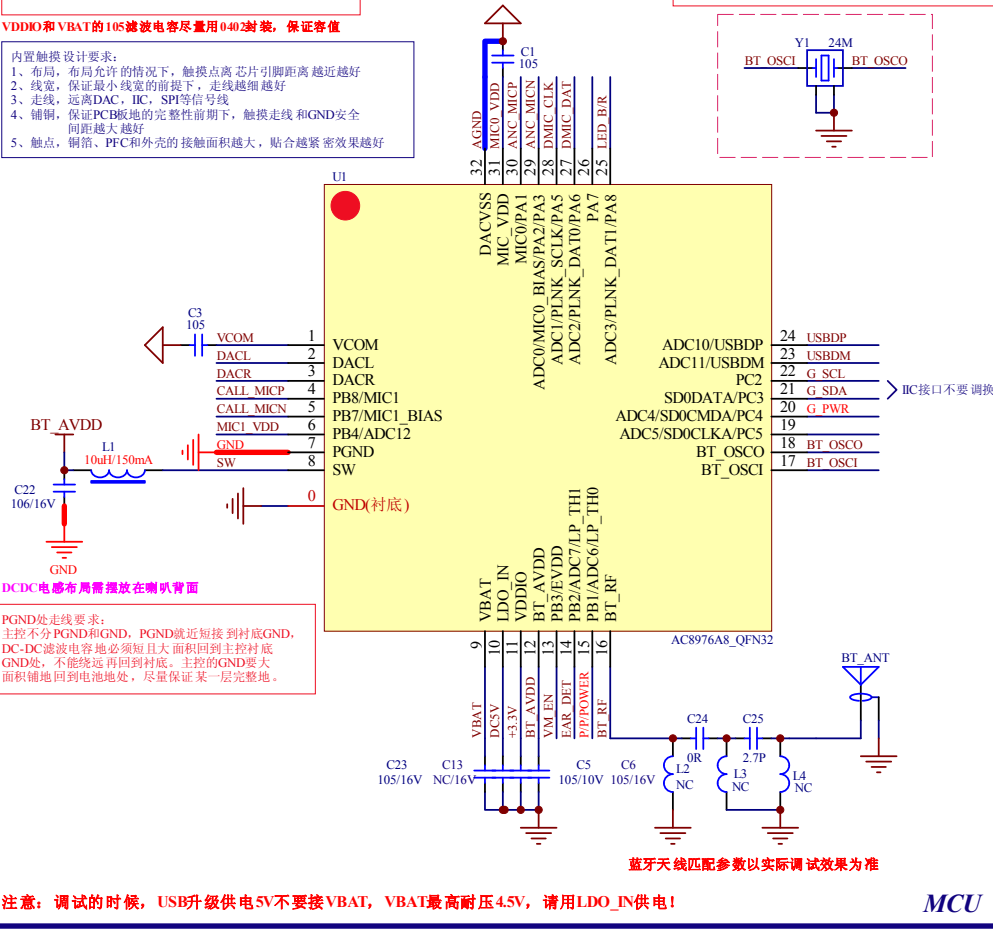 VDDIO和VBAT的105滤波电容尽量用0402封装，保证容值
内置触摸设计要求：
1、布局，布局允许的情况下，触摸点离芯片引脚距离越近越好
2、线宽，保证最小线宽的前提下，走线越细越好
3、走线，远离DAC，IIC，SPI等信号线
4、铺铜，保证PCB板地的完整性前期下，触摸走线和GND安全
间距越大越好
5、触点，铜箔、PFC和外壳的接触面积越大，贴合越紧密效果越好
C1
105
Y1 24M
BT_OSCI
BT_OSCO
AGND
MIC0_VDD
ANC_MICP
ANC_MICN
DMIC_CLK
DMIC_DAT
LED_B/R
32
31
30
29
28
27
26
25
U1
DACVSS
MIC_VDD
MIC0/PA1
ADC0/MIC0_BIAS/PA2/PA3
ADC1/PLNK_SCLK/PA5
ADC2/PLNK_DAT0/PA6
PA7
ADC3/PLNK_DAT1/PA8
C3
105
VCOM 1 VCOM
DACL 2 DACL
DACR 3 DACR
CALL_MICP 4 PB8/MIC1
CALL_MICN 5 PB7/MIC1_BIAS
MIC1_VDD 6 PB4/ADC12
GND 7 PGND
SW 8 SW
0 GND(衬底)
ADC10/USBDP 24 USBDP
ADC11/USBDM 23 USBDM
PC2 22 G_SCL
SD0DATA/PC3 21 G_SDA
ADC4/SD0CMDA/PC4 20 G_PWR
ADC5/SD0CLKA/PC5 19
BT_OSCO 18 BT_OSCO
BT_OSCI 17 BT_OSCI
IIC接口不要调换
BT_AVDD
L1
10uH/150mA
C22
106/16V
GND
DCDC电感布局需摆放在喇叭背面
PGND处走线要求：
主控不分PGND和GND，PGND就近短接到衬底GND，
DC-DC滤波电容地必须短且大面积回到主控衬底
GND处，不能绕远再回到衬底。主控的GND要大
面积铺地回到电池地处，尽量保证某一层完整地。
VBAT
LDO_IN
VDDIO
BT_AVDD
PB3/EVDD
PB2/ADC7/LP_TH1
PB1/ADC6/LP_TH0
BT_RF
9
10
11
12
13
14
15
16
AC8976A8_QFN32
VBAT
DC5V
+3.3V
BT_AVDD
VM_EN
EAR_DET
P/P/POWER
BT_RF
C23
105/16V
C13
NC/16V
C5
105/10V
C6
105/16V
BT_ANT
C24
0R
C25
2.7P
L2
NC
L3
NC
L4
NC
蓝牙天线匹配参数以实际调试效果为准
注意：调试的时候，USB升级供电5V不要接VBAT，VBAT最高耐压4.5V，请用LDO_IN供电！
MCU